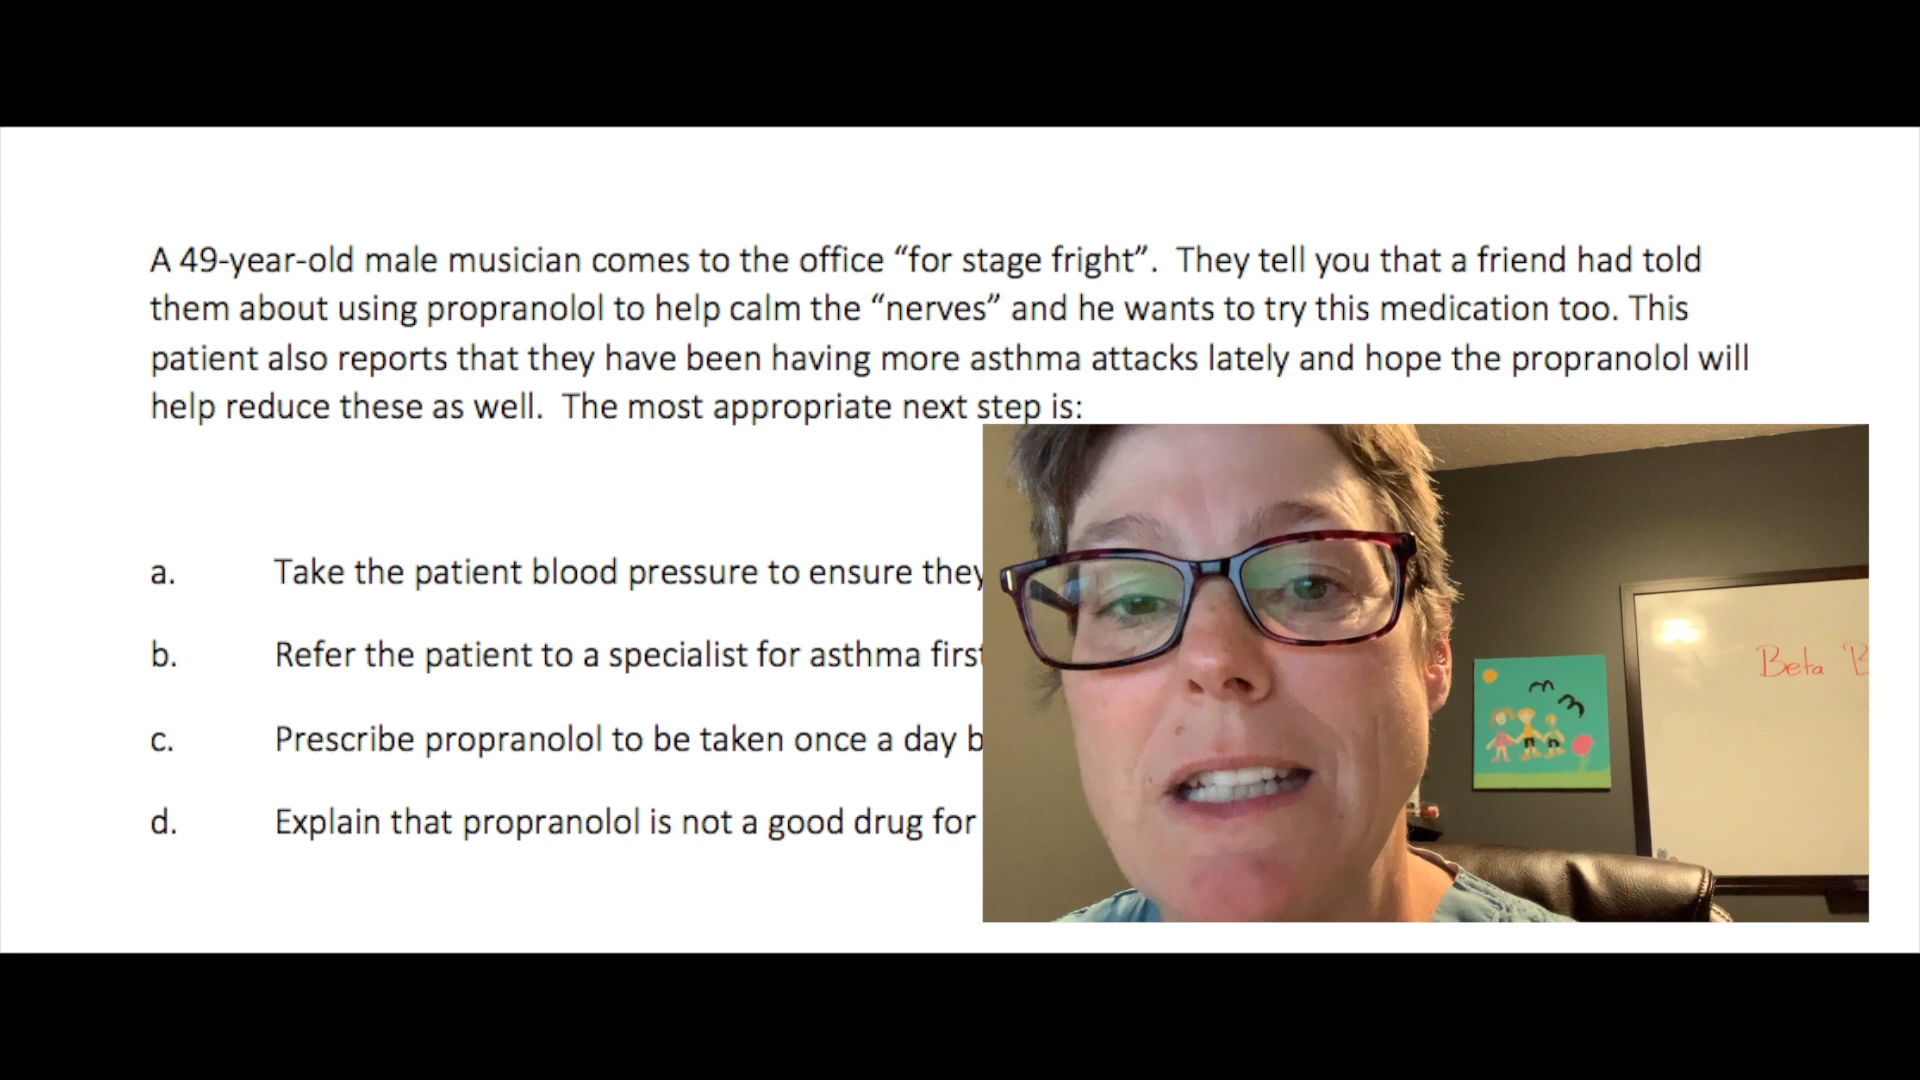 A 49-year-old male musician comes to the office “for stage fright”.  They tell you that a friend had told
them about using propranolol to help calm the “nerves” and he wants to try this medication too. This
patient also reports that they have been having more asthma attacks lately and hope the propranolol will
help reduce these as well.  The most appropriate next step is:
a. Take the patient blood pressure to ensure they
b. Refer the patient to a specialist for asthma first
c. Prescribe propranolol to be taken once a day
d. Explain that propranolol is not a good drug for
Beta